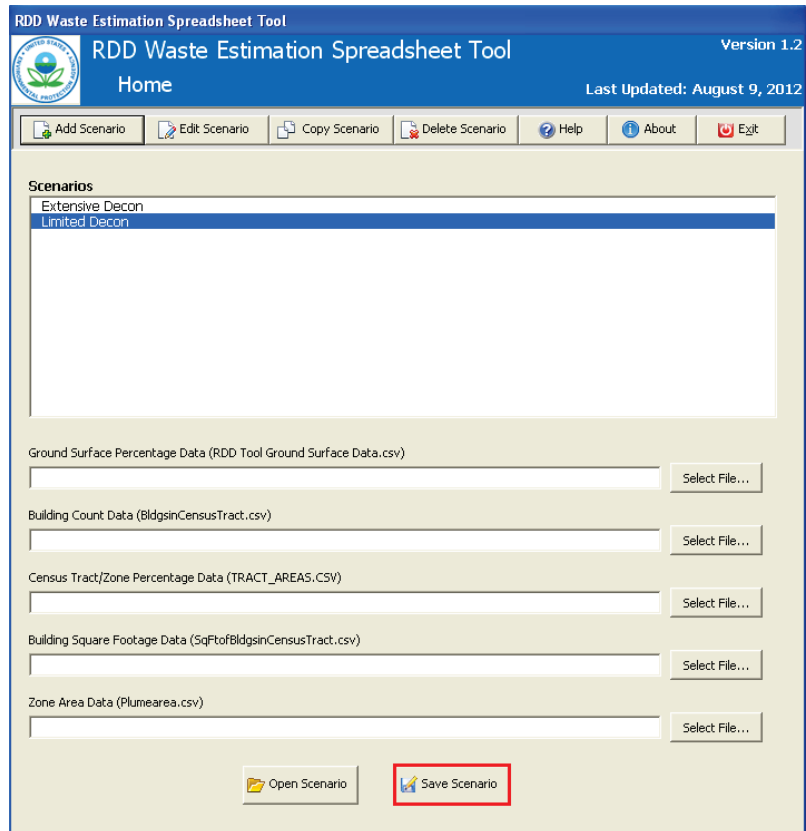 RDD Waste Estimation Spreadsheet Tool
RDD Waste Estimation Spreadsheet Tool
Version 1.2
Home
Last Updated: August 9, 2012
Add Scenario Edit Scenario Copy Scenario Delete Scenario Help About Exit
Scenarios
Extensive Decon
Limited Decon
Ground Surface Percentage Data (RDD Tool Ground Surface Data.csv)
Select File...
Building Count Data (BldgsinCensusTract.csv)
Select File...
Census Tract/Zone Percentage Data (TRACT_AREAS.CSV)
Select File...
Building Square Footage Data (SqFtofBldgsinCensusTract.csv)
Select File...
Zone Area Data (Plumearea.csv)
Select File...
Open Scenario Save Scenario